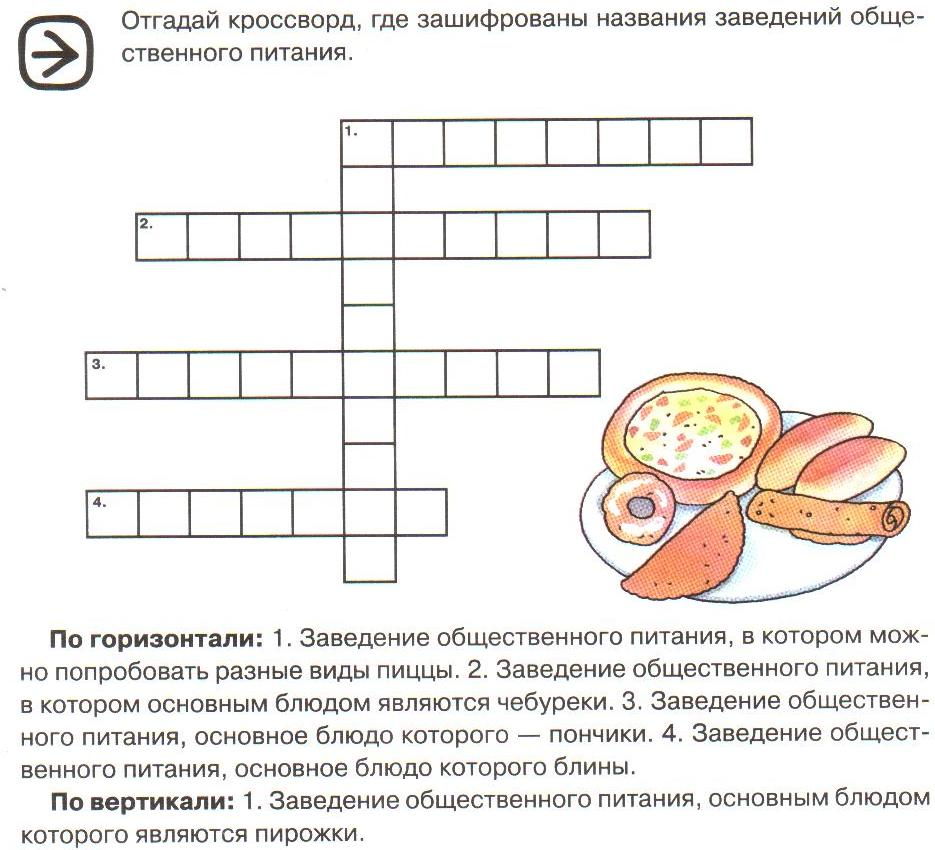 Отгадай кроссворд, где зашифрованы названия заведений обще-
ственного питания.
1.
2.
3.
4.
По горизонтали: 1. Заведение общественного питания, в котором мож-
но попробовать разные виды пиццы. 2. Заведение общественного питания,
в котором основным блюдом являются чебуреки. 3. Заведение обществен-
ного питания, основное блюдо которого — пончики. 4. Заведение общест-
венного питания, основное блюдо которого блины.
По вертикали: 1. Заведение общественного питания, основным блюдом
которого являются пирожки.